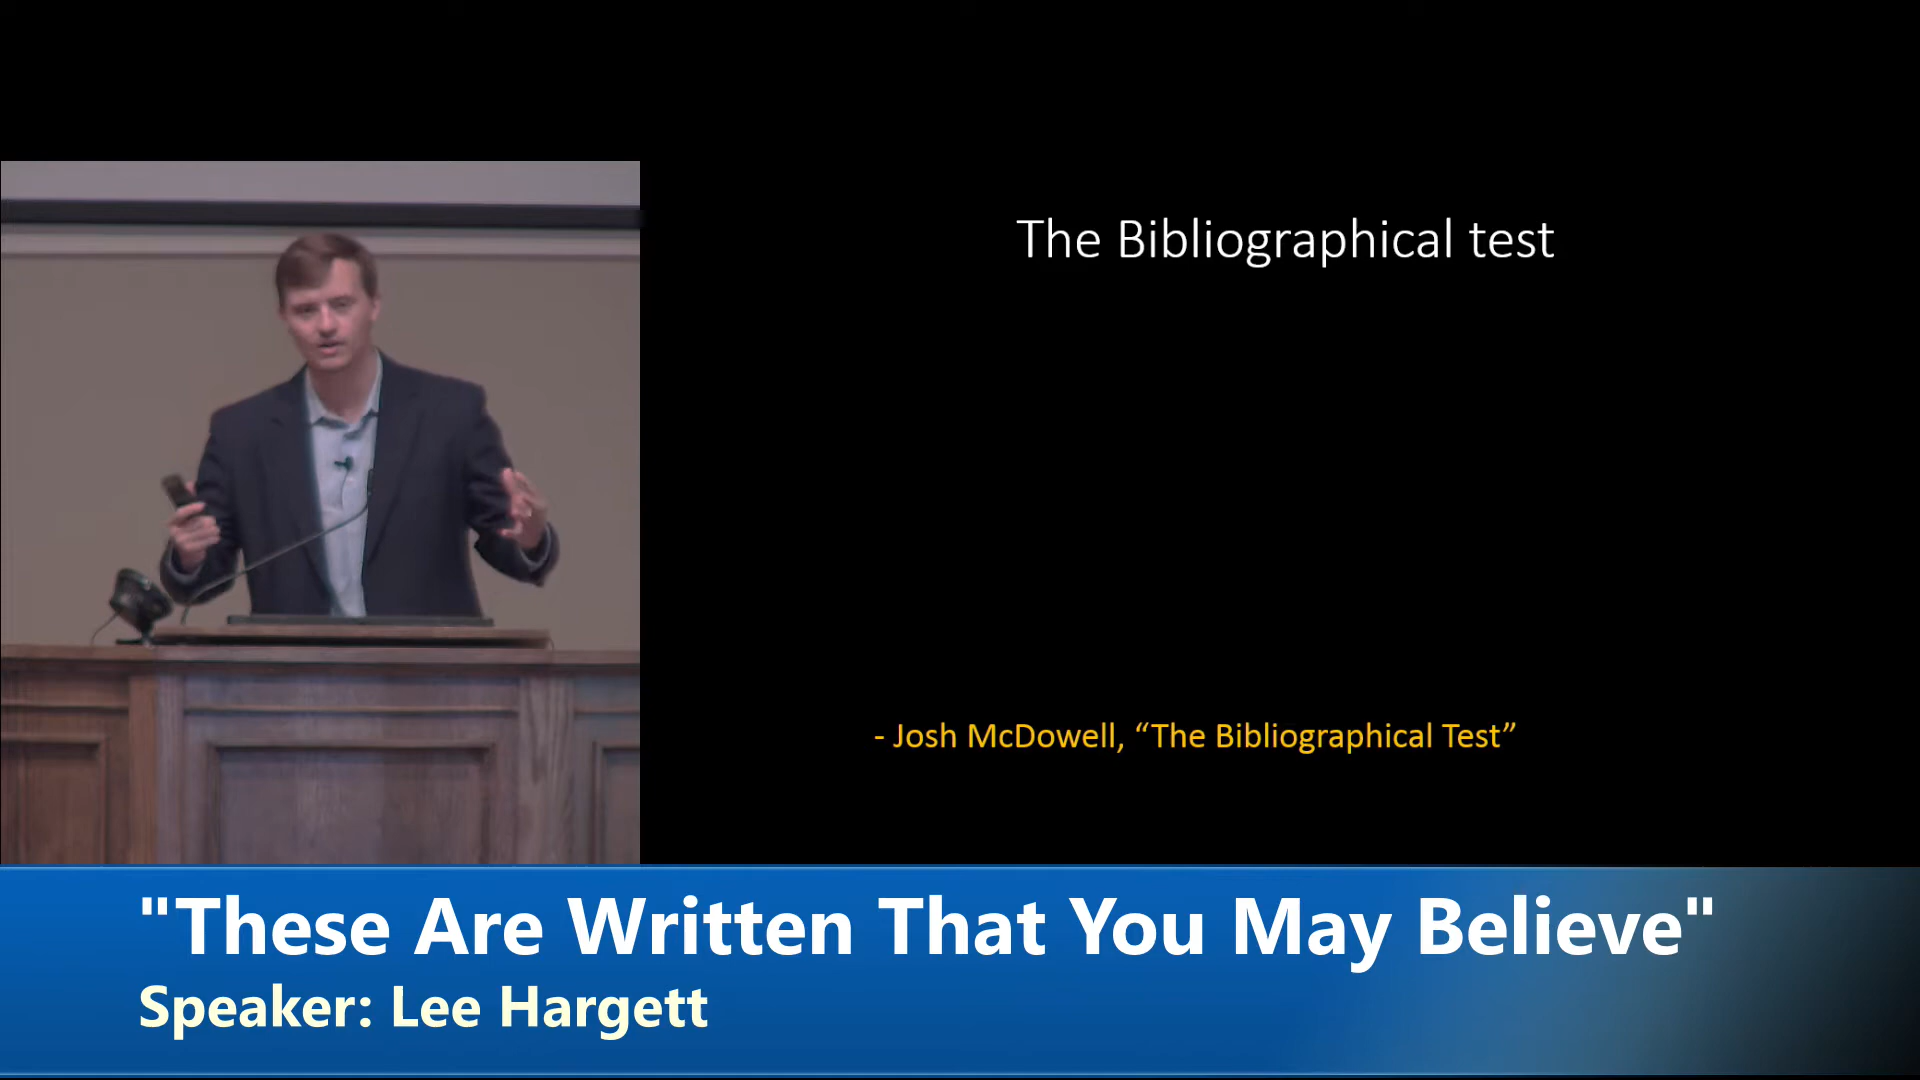 The Bibliographical test
- Josh McDowell, “The Bibliographical Test”
"These Are Written That You May Believe"
Speaker: Lee Hargett